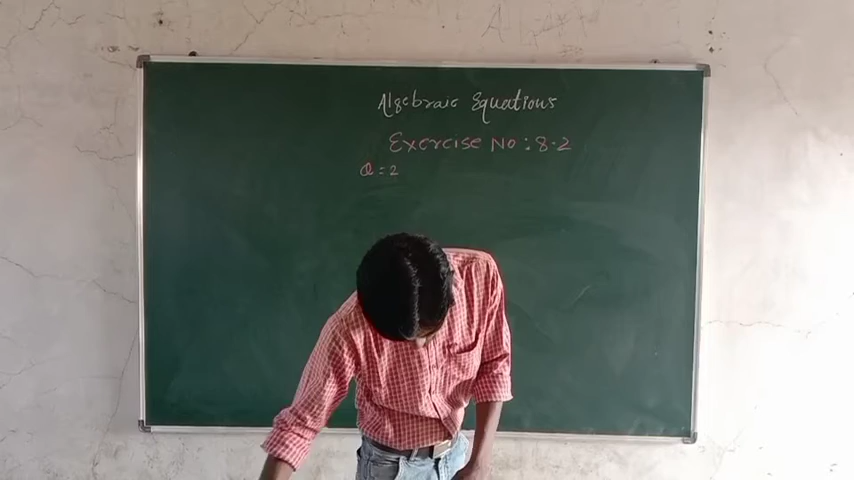 Algebraic Equations
Exercise No : 8.2
Q = 2